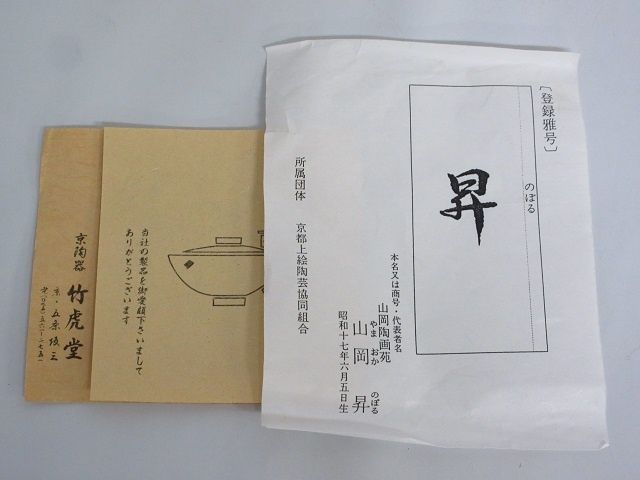 〔登録雅号〕
のぼる
昇
本名又は商号・代表者名
山岡陶画苑
やま おか のぼる
山岡 昇
昭和十七年六月五日生
所属団体 京都上絵陶芸協同組合
当社の製品を御愛顧下さいまして
ありがとうございます
京陶器 竹虎堂
京・五条坂